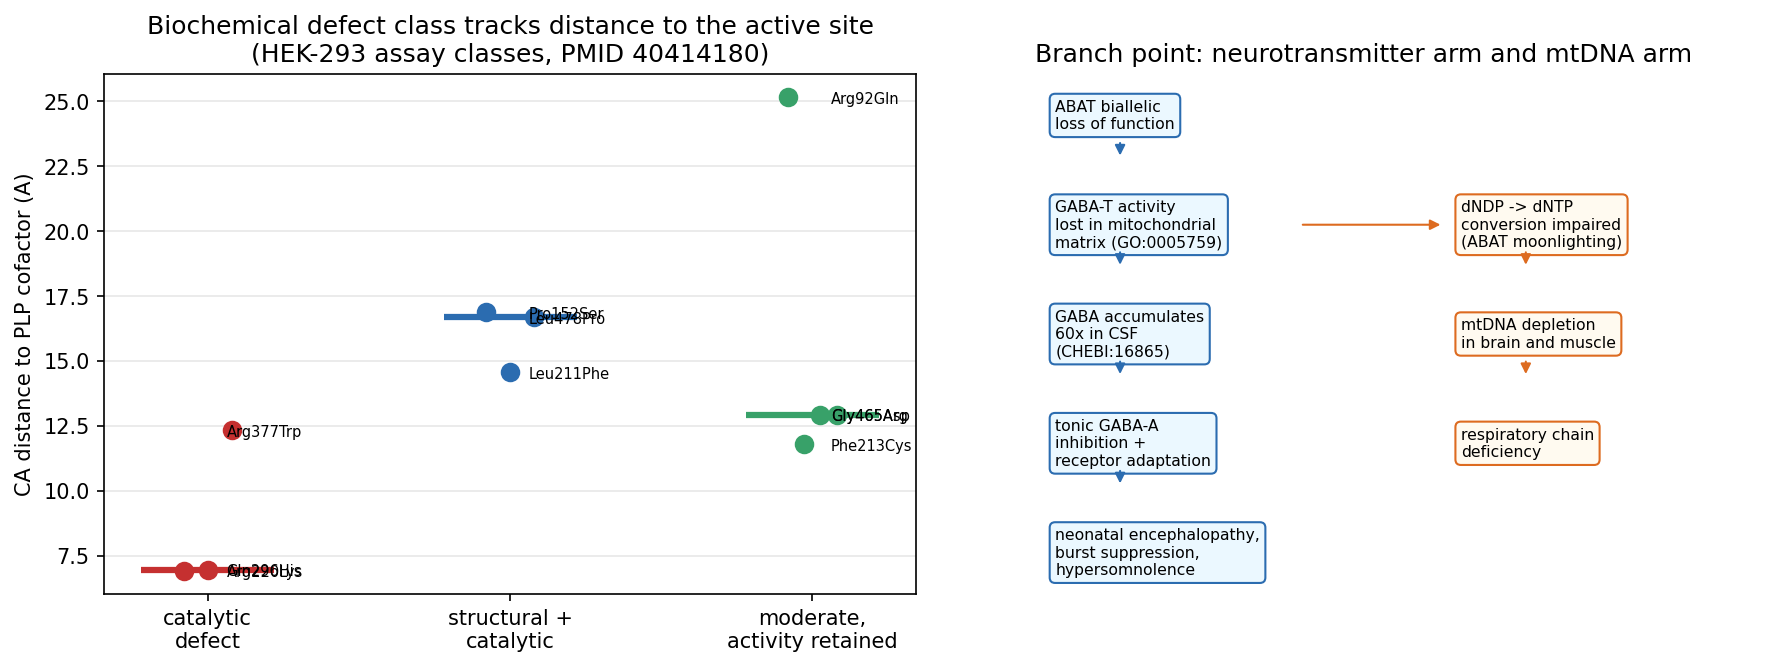 Biochemical defect class tracks distance to the active site
(HEK-293 assay classes, PMID 40414180)
CA distance to PLP cofactor (A)
25.0
22.5
20.0
17.5
15.0
12.5
10.0
7.5
Arg92Gln
Pro152Ser
Leu478Pro
Leu211Phe
Arg377Trp
Gly465Arg
Phe213Cys
Gln296His
Arg220Lys
catalytic
defect
structural +
catalytic
moderate,
activity retained
Branch point: neurotransmitter arm and mtDNA arm
ABAT biallelic
loss of function
GABA-T activity
lost in mitochondrial
matrix (GO:0005759)
dNDP -> dNTP
conversion impaired
(ABAT moonlighting)
GABA accumulates
60x in CSF
(CHEBI:16865)
mtDNA depletion
in brain and muscle
tonic GABA-A
inhibition +
receptor adaptation
respiratory chain
deficiency
neonatal encephalopathy,
burst suppression,
hypersomnolence